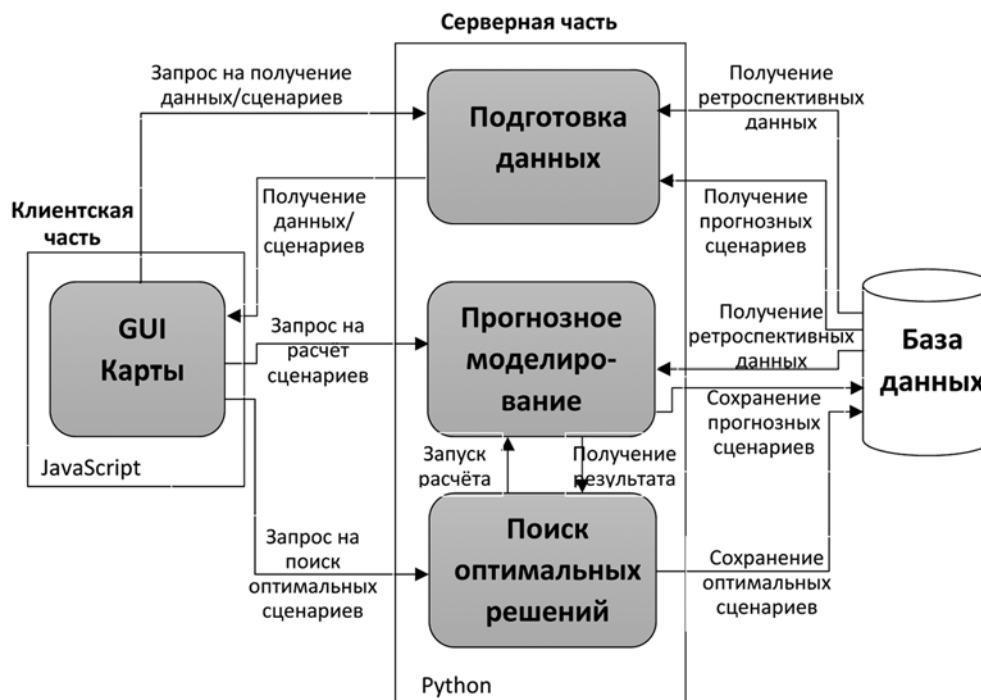 Серверная часть
Запрос на получение
данных/сценариев
Подготовка
данных
Получение
ретроспективных
данных
Получение
данных/
сценариев
Получение
прогнозных
сценариев
Клиентская
часть
GUI
Карты
JavaScript
Запрос на
расчёт
сценариев
Прогнозное
моделиро-
вание
Получение
ретроспективных
данных
База
данных
Сохранение
прогнозных
сценариев
Запуск
расчёта
Получение
результата
Запрос на
поиск
оптимальных
сценариев
Поиск
оптимальных
решений
Сохранение
оптимальных
сценариев
Python